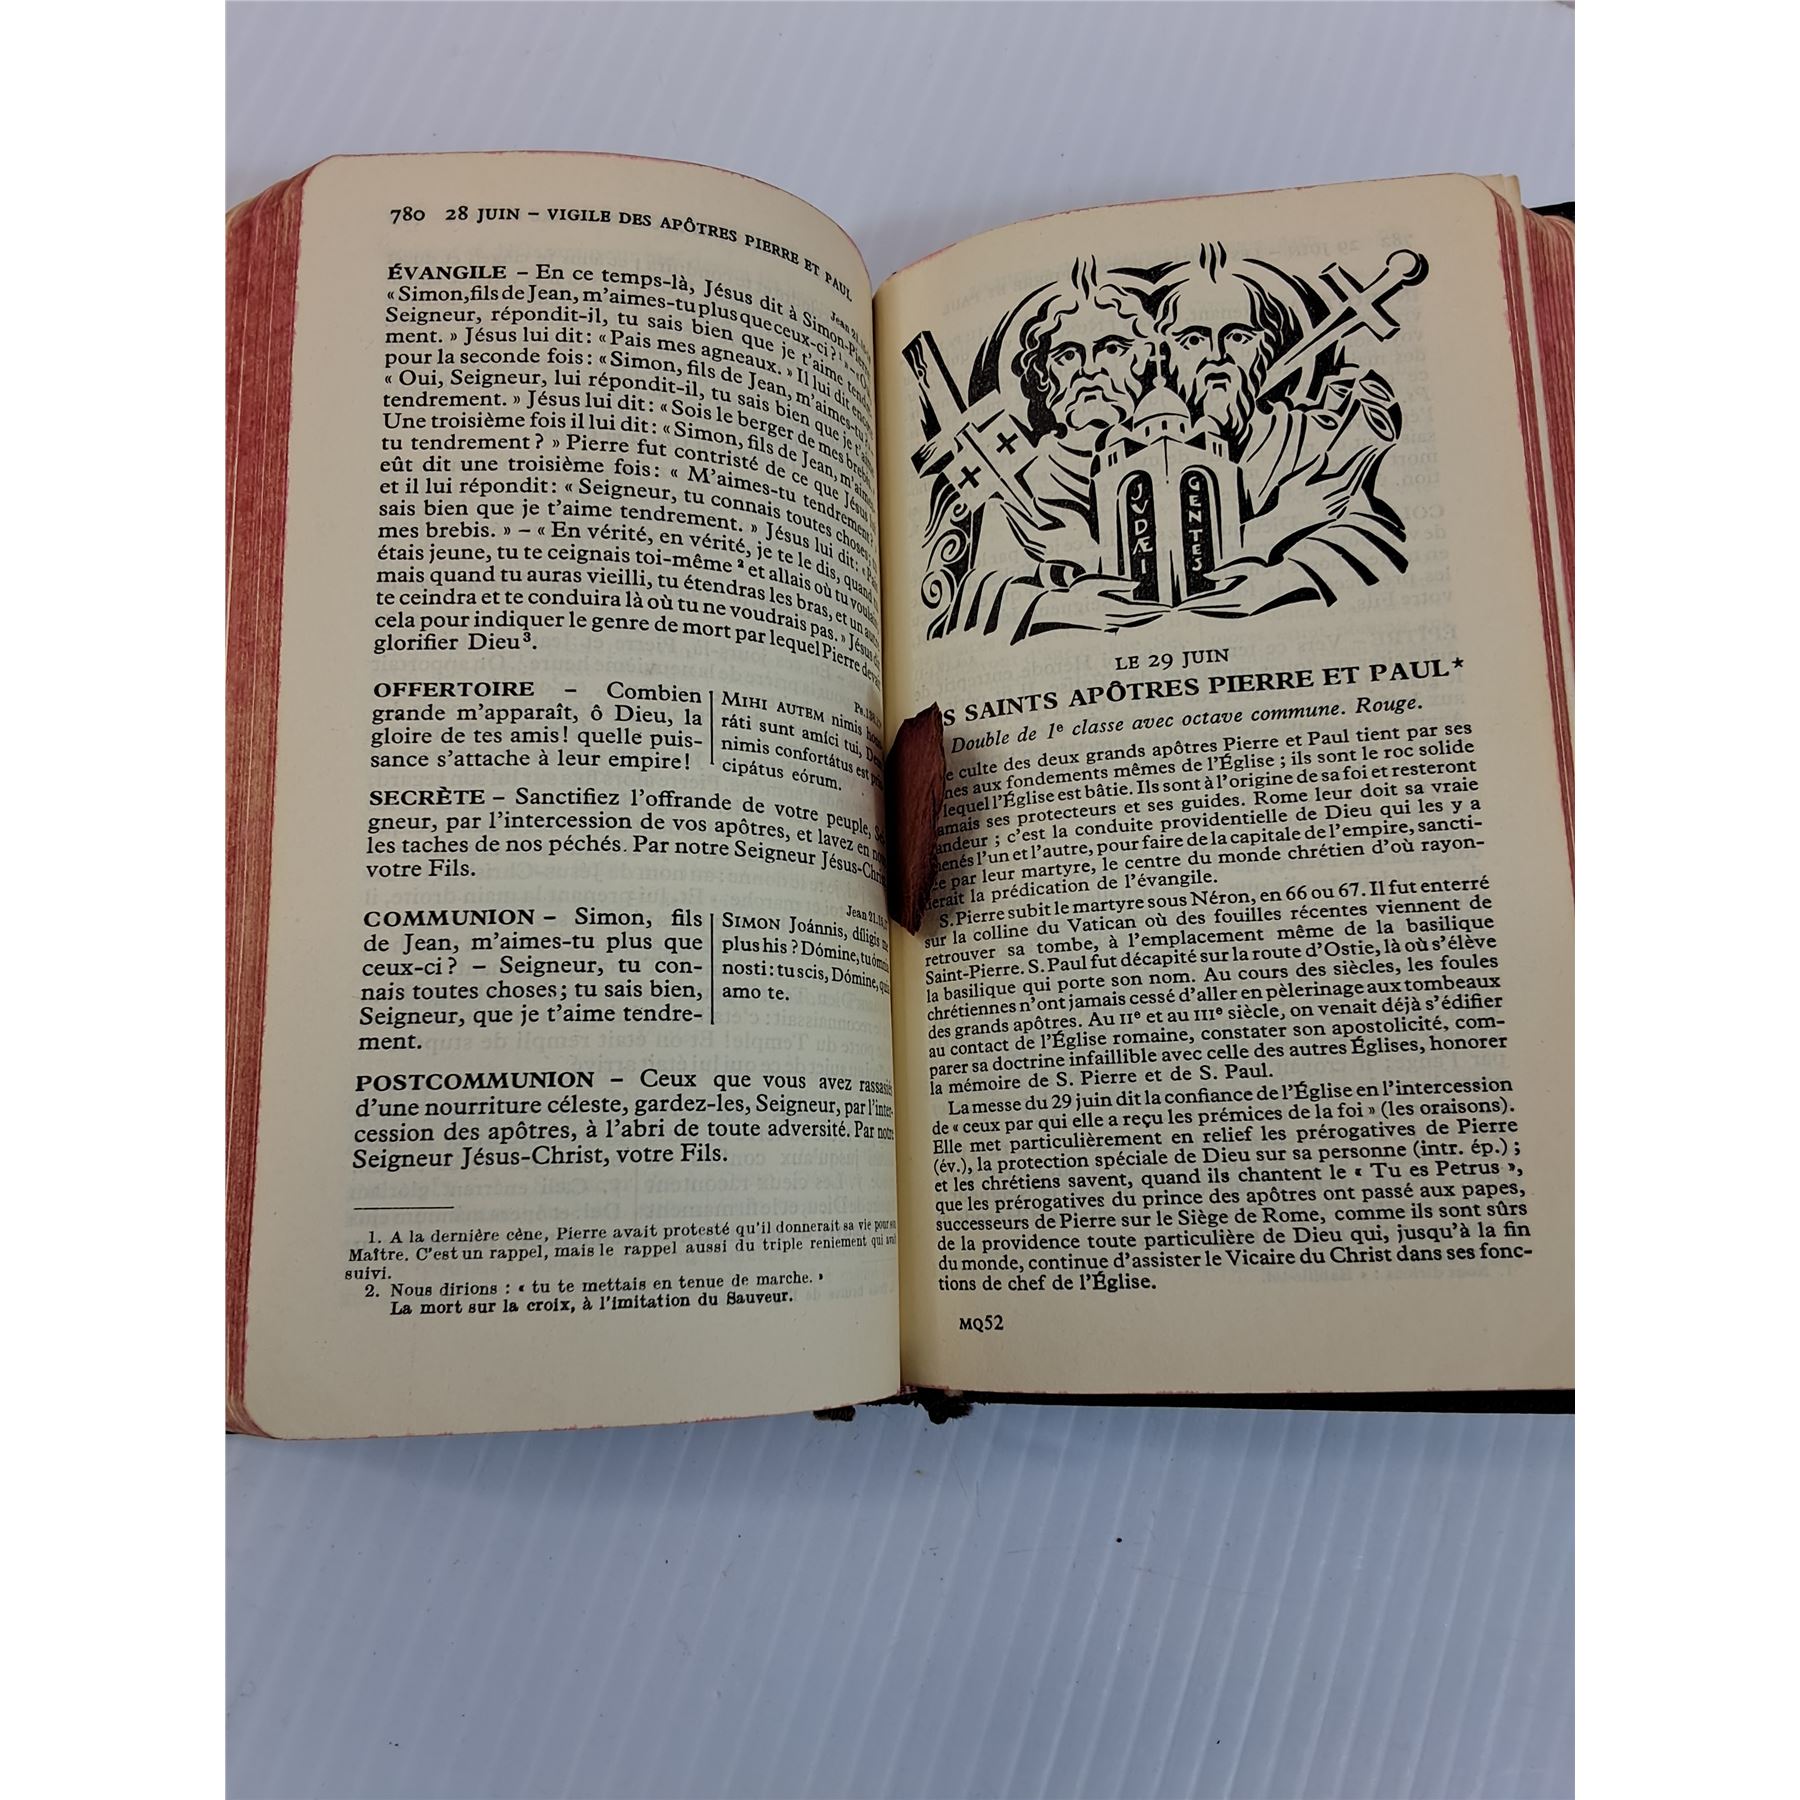 780 28 JUIN – VIGILE DES APÔTRES PIERRE ET PAUL
Jean 21.
ÉVANGILE – En ce temps-là, Jésus dit à Simon-Pierre
« Simon, fils de Jean, m'aimes-tu plus que ceux-ci ? ¹ » – « Oui
Seigneur, répondit-il, tu sais bien que je t'aime tendre-
ment. » Jésus lui dit : « Pais mes agneaux. » Il lui dit encore
pour la seconde fois : « Simon, fils de Jean, m'aimes-tu ? »
« Oui, Seigneur, lui répondit-il, tu sais bien que je t'aime
tendrement. » Jésus lui dit : « Sois le berger de mes brebis.
Une troisième fois il lui dit : « Simon, fils de Jean, m'aimes-
tu tendrement ? » Pierre fut contristé de ce que Jésus lui
eût dit une troisième fois : « M'aimes-tu tendrement ?
et il lui répondit : « Seigneur, tu connais toutes choses ; tu
sais bien que je t'aime tendrement. » Jésus lui dit : « Pais
mes brebis. » – « En vérité, en vérité, je te le dis, quand tu
étais jeune, tu te ceignais toi-même ² et allais où tu voulais
mais quand tu auras vieilli, tu étendras les bras, et un autre
te ceindra et te conduira là où tu ne voudrais pas. » Jésus dit
cela pour indiquer le genre de mort par lequel Pierre devait
glorifier Dieu³.
OFFERTOIRE – Combien
grande m'apparaît, ô Dieu, la
gloire de tes amis! quelle puis-
sance s'attache à leur empire!
Ps. 138.
MIHI AUTEM nimis hono-
ráti sunt amíci tui, Deus
nimis confortátus est prin-
cipátus eórum.
SECRÈTE – Sanctifiez l'offrande de votre peuple, Sei-
gneur, par l'intercession de vos apôtres, et lavez en nous
les taches de nos péchés. Par notre Seigneur Jésus-Christ
votre Fils.
COMMUNION – Simon, fils
de Jean, m'aimes-tu plus que
ceux-ci ? – Seigneur, tu con-
nais toutes choses; tu sais bien,
Seigneur, que je t'aime tendre-
ment.
Jean 21.
SIMON Joánnis, díligis me
plus his ? Dómine, tu ómnia
nosti : tu scis, Dómine, quia
amo te.
POSTCOMMUNION – Ceux que vous avez rassasiés
d'une nourriture céleste, gardez-les, Seigneur, par l'inter-
cession des apôtres, à l'abri de toute adversité. Par notre
Seigneur Jésus-Christ, votre Fils.
1. A la dernière cène, Pierre avait protesté qu'il donnerait sa vie pour son
Maître. C'est un rappel, mais le rappel aussi du triple reniement qui avait
suivi.
2. Nous dirions : « tu te mettais en tenue de marche. »
La mort sur la croix, à l'imitation du Sauveur.
JVDÆI
GENTES
LE 29 JUIN
S SAINTS APÔTRES PIERRE ET PAUL*
Double de 1e classe avec octave commune. Rouge.
e culte des deux grands apôtres Pierre et Paul tient par ses
nes aux fondements mêmes de l'Église ; ils sont le roc solide
lequel l'Église est bâtie. Ils sont à l'origine de sa foi et resteront
amais ses protecteurs et ses guides. Rome leur doit sa vraie
andeur ; c'est la conduite providentielle de Dieu qui les y a
enés l'un et l'autre, pour faire de la capitale de l'empire, sancti-
e par leur martyre, le centre du monde chrétien d'où rayon-
erait la prédication de l'évangile.
S. Pierre subit le martyre sous Néron, en 66 ou 67. Il fut enterré
sur la colline du Vatican où des fouilles récentes viennent de
retrouver sa tombe, à l'emplacement même de la basilique
Saint-Pierre. S. Paul fut décapité sur la route d'Ostie, là où s'élève
la basilique qui porte son nom. Au cours des siècles, les foules
chrétiennes n'ont jamais cessé d'aller en pèlerinage aux tombeaux
des grands apôtres. Au IIe et au IIIe siècle, on venait déjà s'édifier
au contact de l'Église romaine, constater son apostolicité, com-
parer sa doctrine infaillible avec celle des autres Églises, honorer
la mémoire de S. Pierre et de S. Paul.
La messe du 29 juin dit la confiance de l'Église en l'intercession
de « ceux par qui elle a reçu les prémices de la foi » (les oraisons).
Elle met particulièrement en relief les prérogatives de Pierre
(év.), la protection spéciale de Dieu sur sa personne (intr. ép.) ;
et les chrétiens savent, quand ils chantent le « Tu es Petrus »,
que les prérogatives du prince des apôtres ont passé aux papes,
successeurs de Pierre sur le Siège de Rome, comme ils sont sûrs
de la providence toute particulière de Dieu qui, jusqu'à la fin
du monde, continue d'assister le Vicaire du Christ dans ses fonc-
tions de chef de l'Église.
MQ52